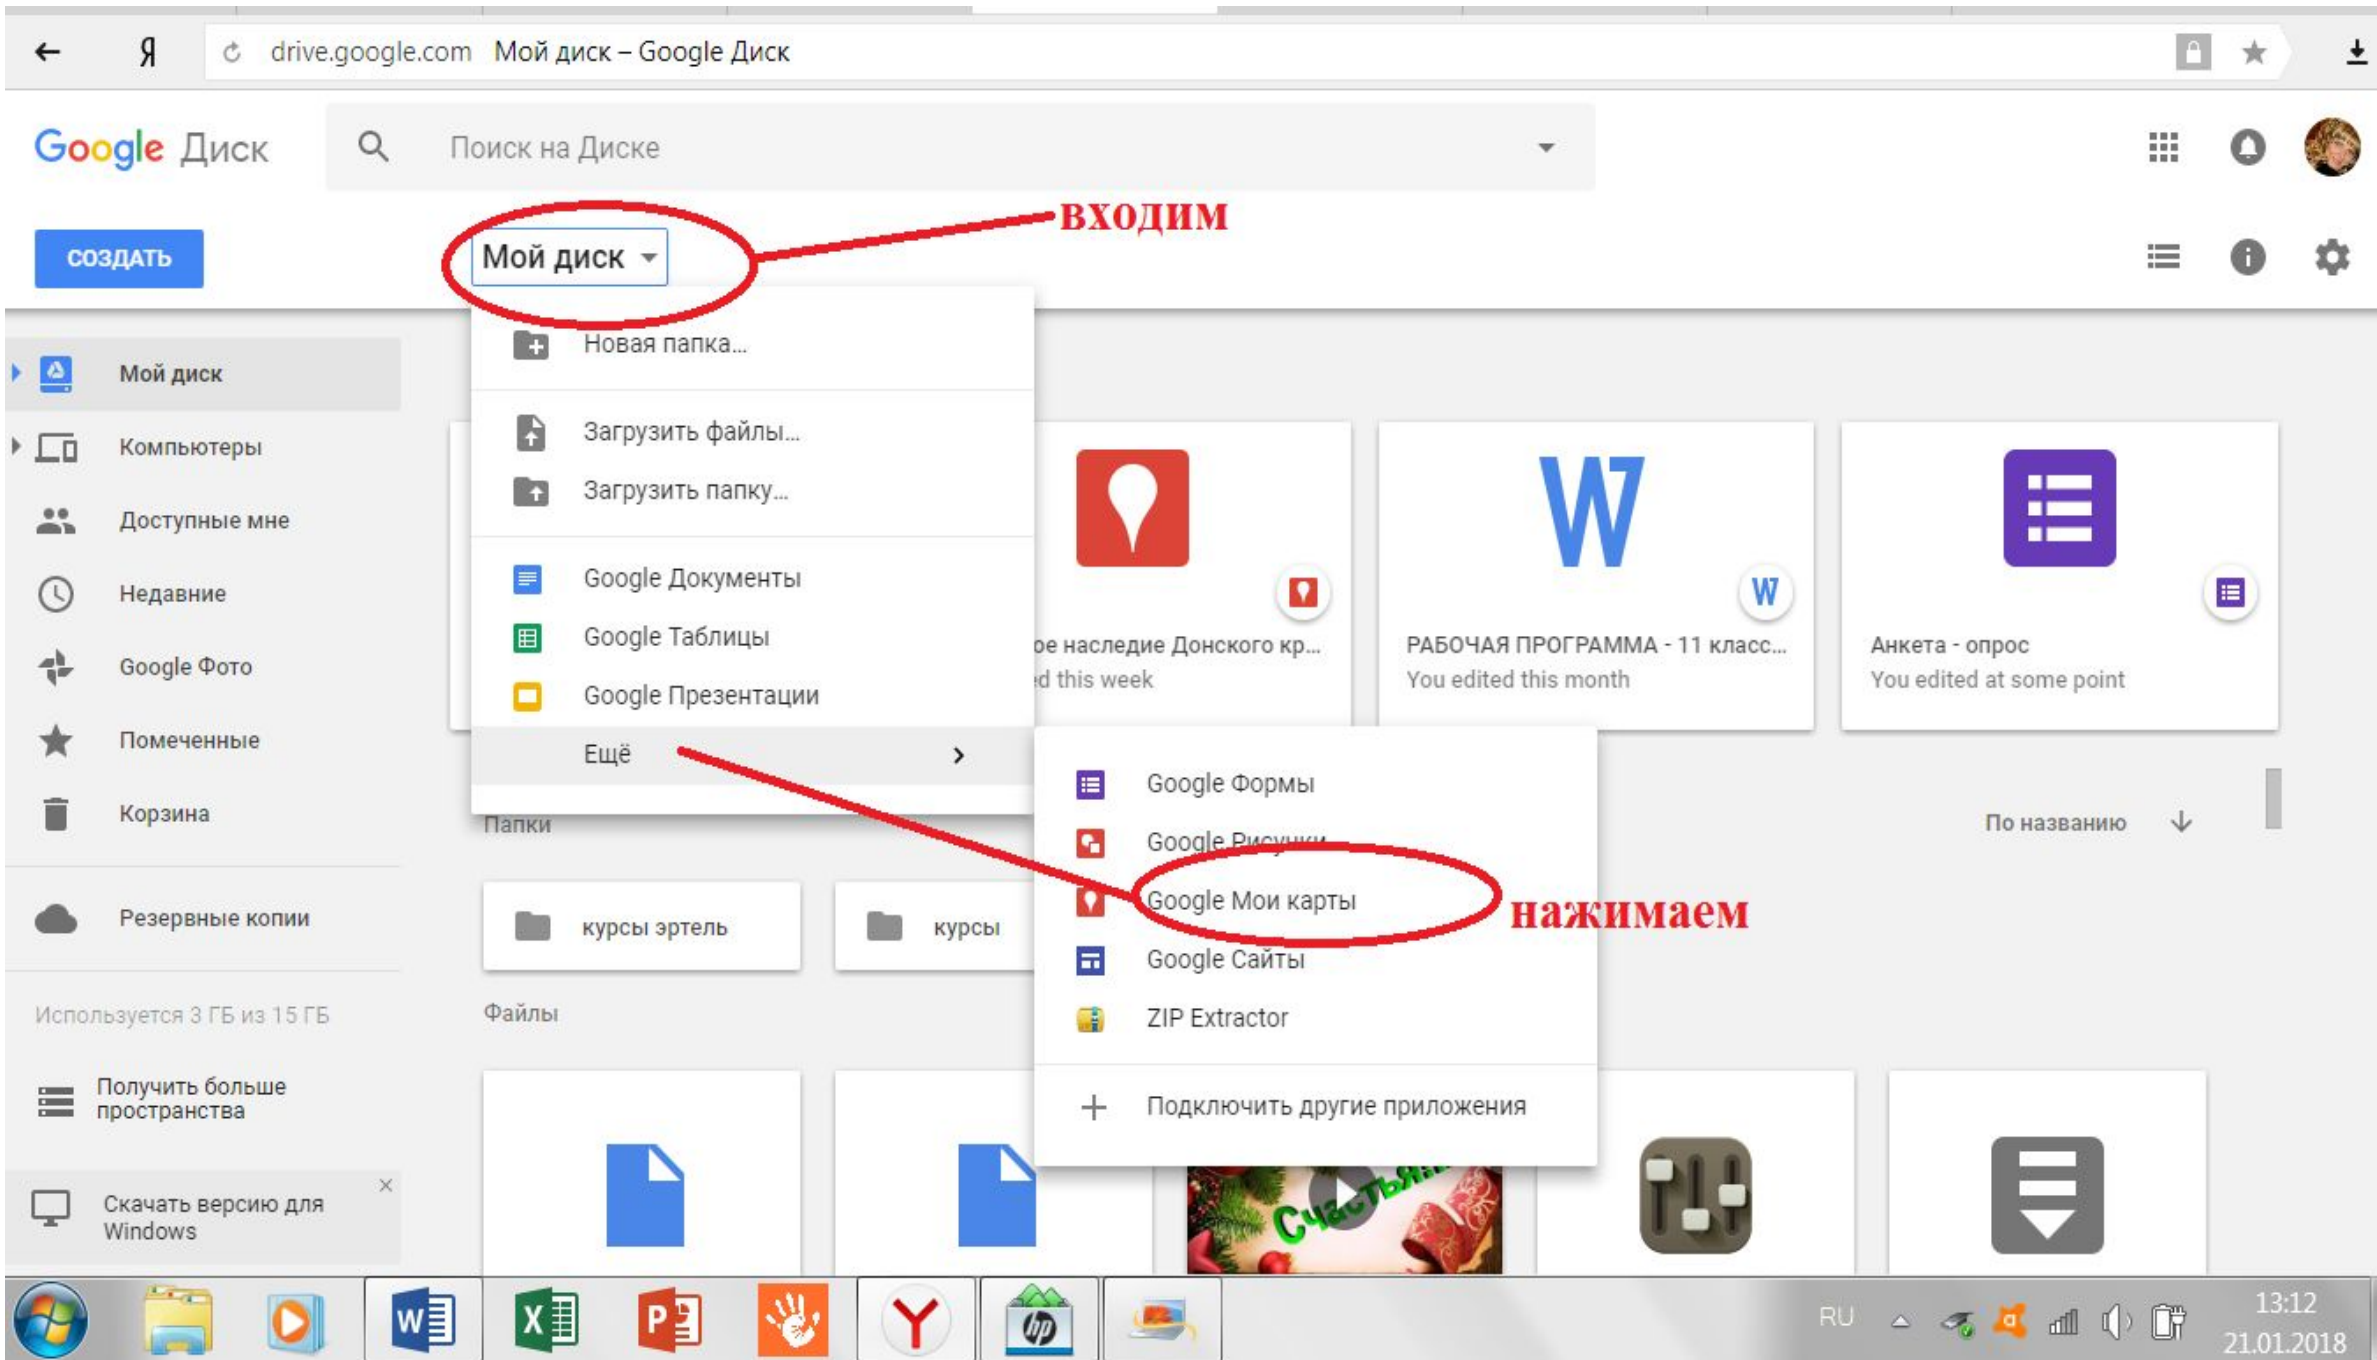 drive.google.com Мой диск – Google Диск
Google Диск
Поиск на Диске
входим
СОЗДАТЬ
Мой диск
Новая папка...
Мой диск
Загрузить файлы...
Компьютеры
Загрузить папку...
Доступные мне
Google Документы
Недавние
Google Таблицы
ое наследие Донского кр...
РАБОЧАЯ ПРОГРАММА - 11 класс...
Анкета - опрос
Google Фото
Google Презентации
d this week
You edited this month
You edited at some point
Помеченные
Ещё
Google Формы
Корзина
Папки
По названию
Google Рисунки
Google Мои карты
нажимаем
Резервные копии
курсы эртель
курсы
Google Сайты
Используется 3 ГБ из 15 ГБ
Файлы
ZIP Extractor
Получить больше
пространства
Подключить другие приложения
Скачать версию для
Windows
Счастья
RU
13:12
21.01.2018